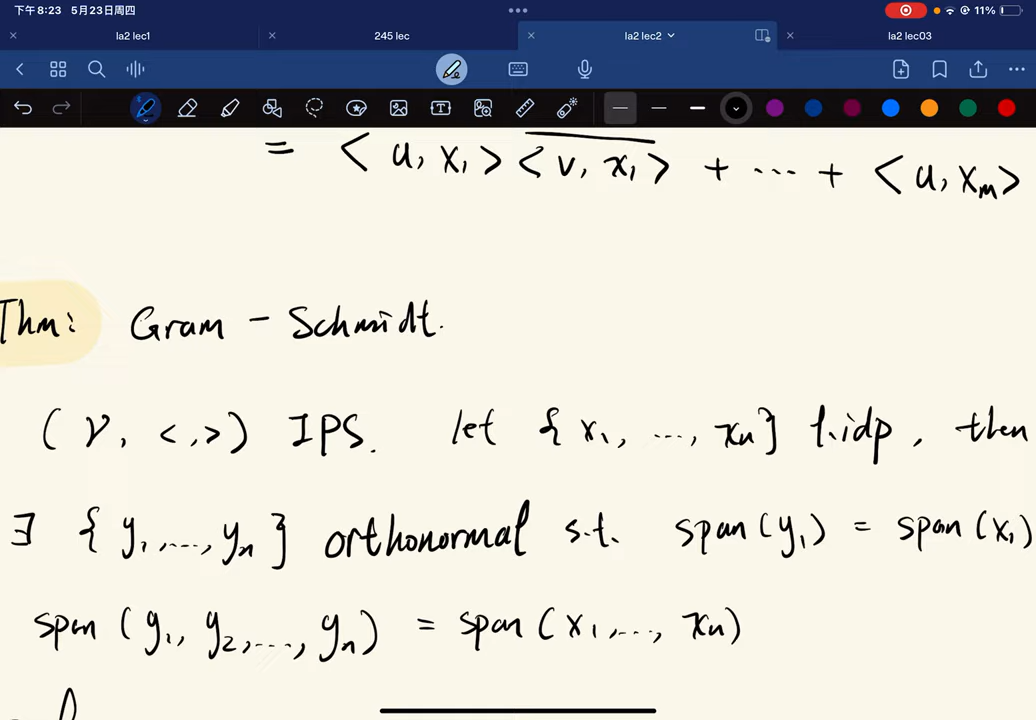 下午 8:23 5月23日周四
11%
la2 lec1
245 lec
la2 lec2
la2 lec03
= <u, x₁> \overline{<v, x₁>} + ... + <u, xₘ>
Thm: Gram - Schmidt.
(V, <,>) IPS. let {x₁, ..., xₙ} l.idp, then
∃ {y₁, ..., yₙ} orthonormal s.t. span(y₁) = span(x₁)
span(y₁, y₂, ..., yₙ) = span(x₁, ..., xₙ)